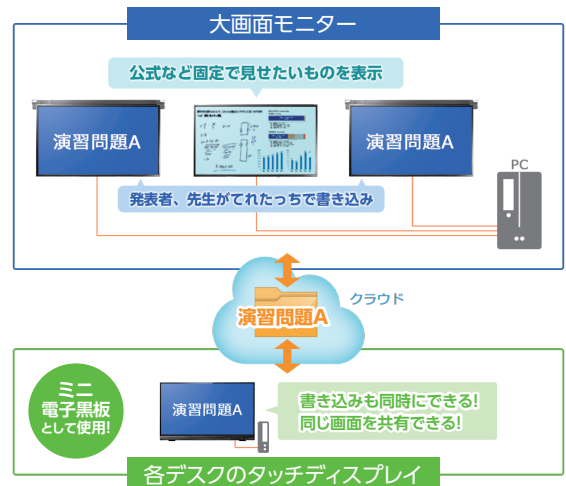 大画面モニター
公式など固定で見せたいものを表示
演習問題A
演習問題A
PC
発表者、先生がてれたっちで書き込み
クラウド
演習問題A
ミニ
電子黒板
として使用!
演習問題A
書き込みも同時にできる!
同じ画面を共有できる!
各デスクのタッチディスプレイ